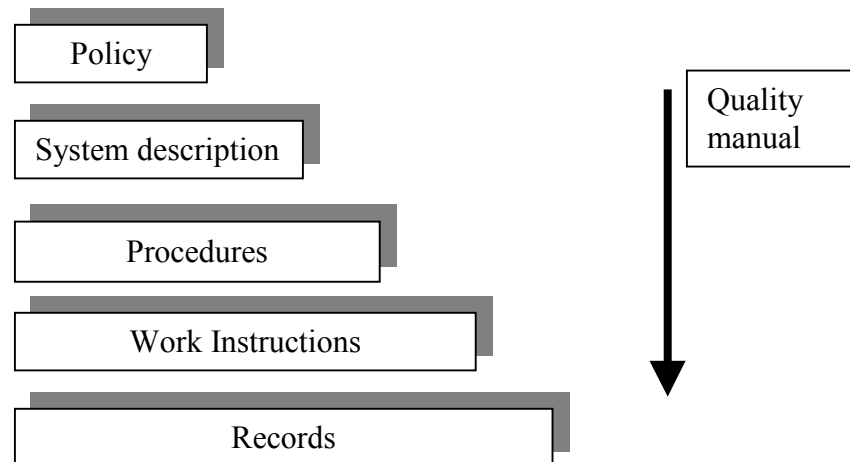 Policy
System description
Procedures
Work Instructions
Records
Quality
manual